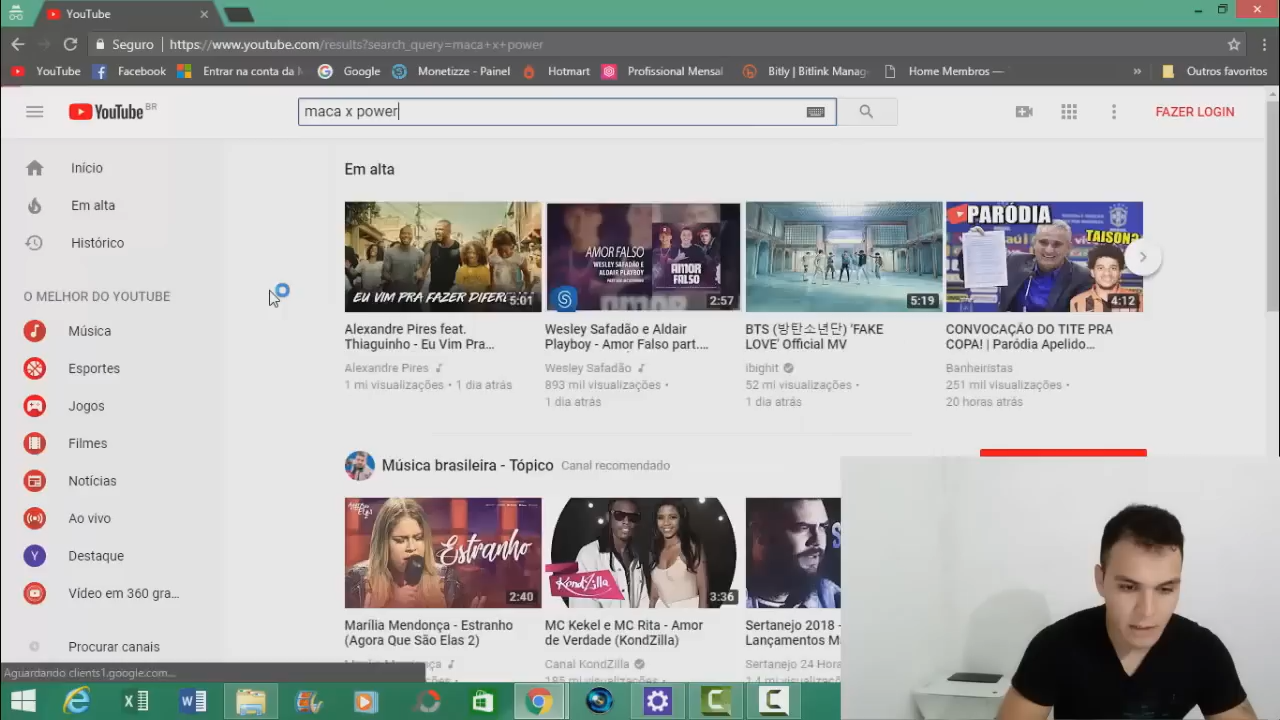 YouTube
Seguro
https://www.youtube.com/results?search_query=maca+x+power
YouTube
Facebook
Entrar na conta da
Google
Monetizze - Painel
Hotmart
Profissional Mensal
Bitly | Bitlink Manag
Home Membros —
»
Outros favoritos
YouTube BR
maca x power
FAZER LOGIN
Início
Em alta
Histórico
O MELHOR DO YOUTUBE
Música
Esportes
Jogos
Filmes
Notícias
Ao vivo
Y
Destaque
Vídeo em 360 gra...
Procurar canais
Em alta
EU VIM PRA FAZER DIFER
5:01
Alexandre Pires feat.
Thiaguinho - Eu Vim Pra...
Alexandre Pires
1 mi visualizações • 1 dia atrás
AMOR FALSO
WESLEY SAFADÃO E
ALDAIR PLAYBOY
AMOR
FALSO
2:57
Wesley Safadão e Aldair
Playboy - Amor Falso part....
Wesley Safadão
893 mil visualizações •
1 dia atrás
5:19
BTS (방탄소년단) 'FAKE
LOVE' Official MV
ibighit
52 mi visualizações •
1 dia atrás
PARÓDIA
TAISON?
4:12
CONVOCAÇÃO DO TITE PRA
COPA! | Paródia Apelido...
Banheiristas
251 mil visualizações •
20 horas atrás
Música brasileira - Tópico
Canal recomendado
Estranho
2:40
Marília Mendonça - Estranho
(Agora Que São Elas 2)
KondZilla
3:36
MC Kekel e MC Rita - Amor
de Verdade (KondZilla)
Canal KondZilla
185 mi visualizações •
Sertanejo 2018 -
Lançamentos M
Sertanejo 24 Hora
Aguardando clients1.google.com...